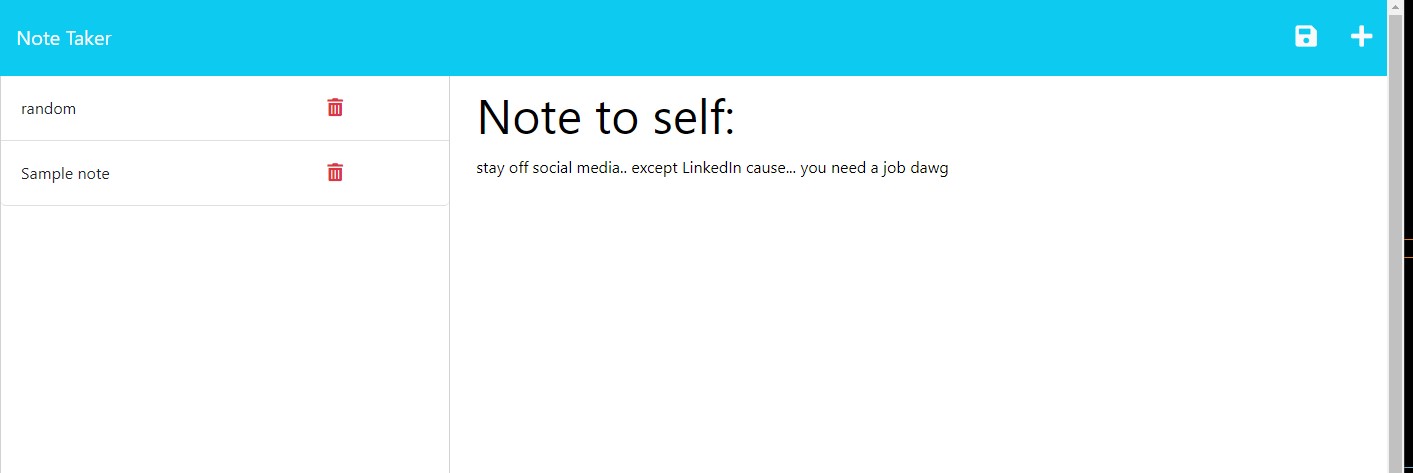 Note Taker
random
Sample note
Note to self:
stay off social media.. except LinkedIn cause... you need a job dawg